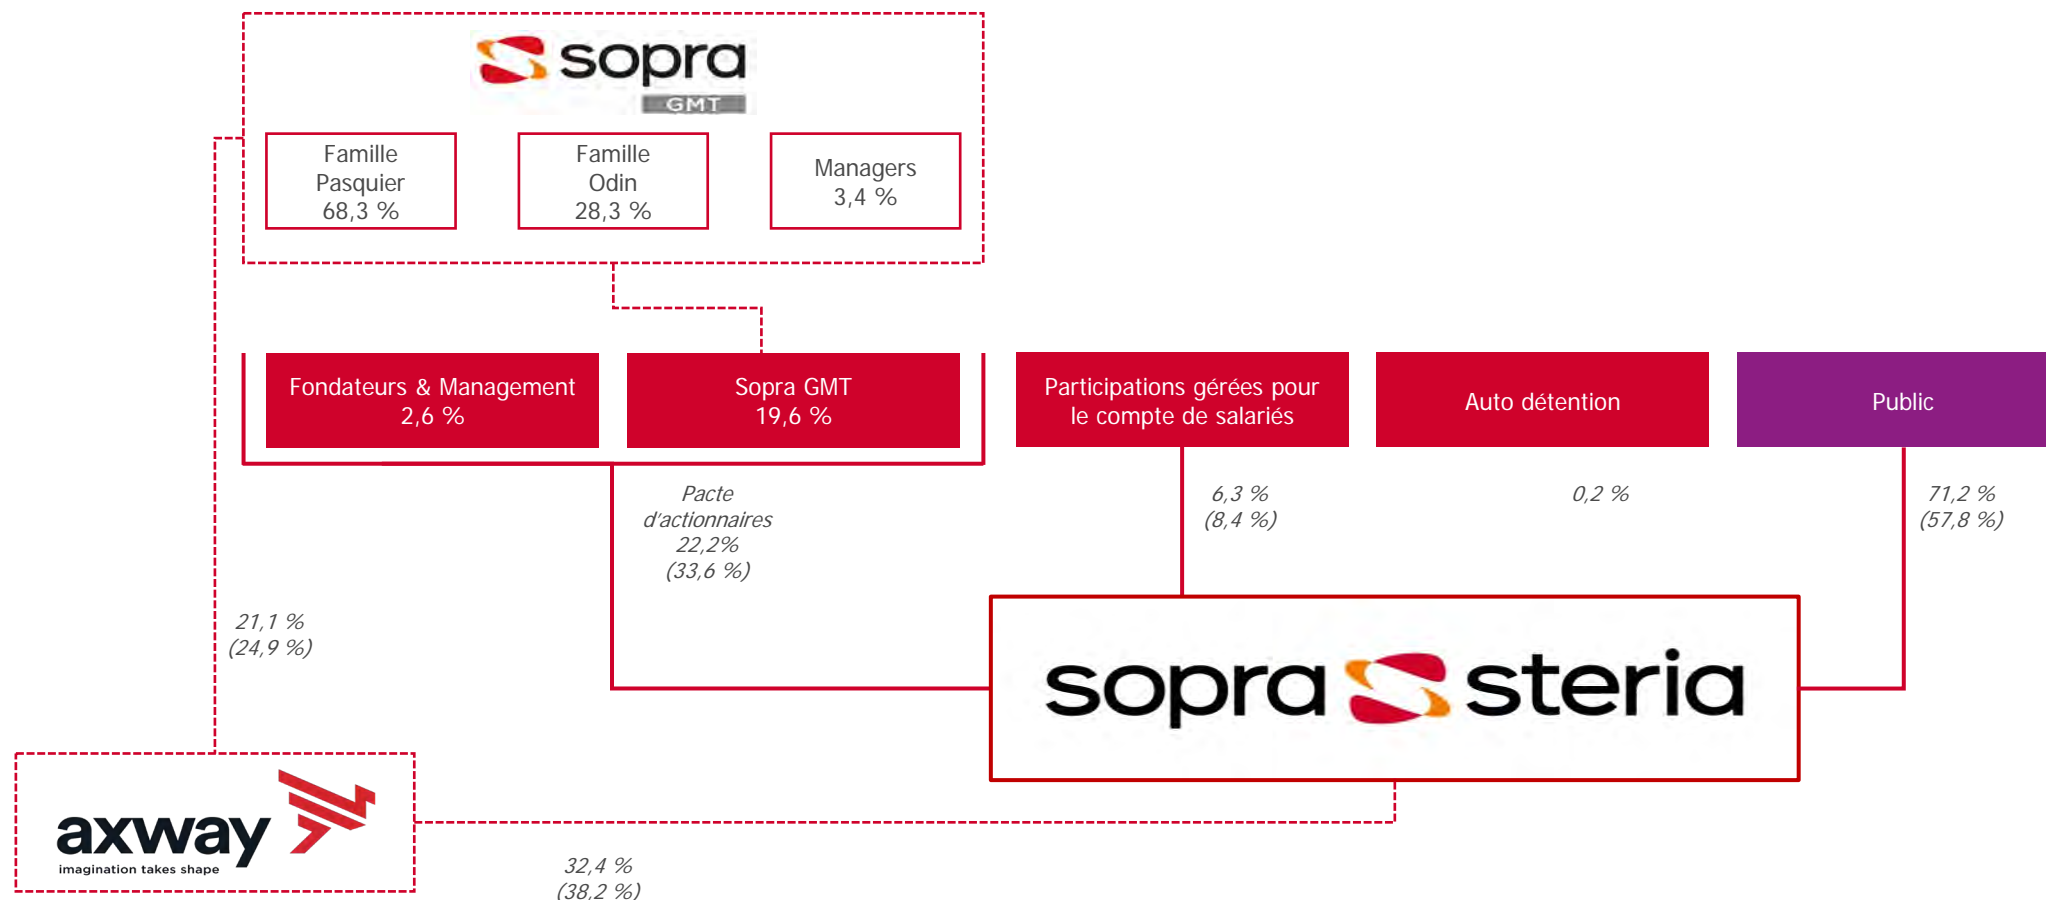 sopra
GMT
Famille
Pasquier
68,3 %
Famille
Odin
28,3 %
Managers
3,4 %
Fondateurs & Management
2,6 %
Sopra GMT
19,6 %
Participations gérées pour
le compte de salariés
Auto détention
Public
Pacte
d’actionnaires
22,2%
(33,6 %)
6,3 %
(8,4 %)
0,2 %
71,2 %
(57,8 %)
21,1 %
(24,9 %)
sopra steria
axway
imagination takes shape
32,4 %
(38,2 %)